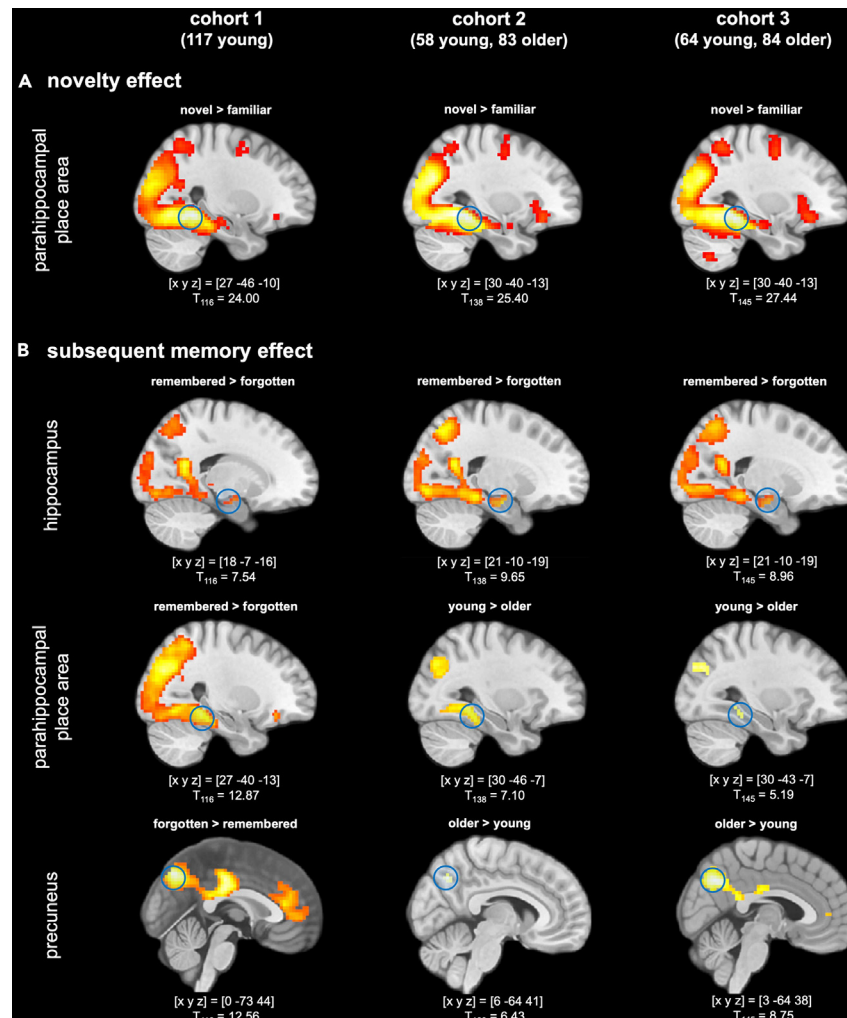 cohort 1
(117 young)
cohort 2
(58 young, 83 older)
cohort 3
(64 young, 84 older)
A novelty effect
parahippocampal
place area
novel > familiar
[x y z] = [27 -46 -10]
T116 = 24.00
novel > familiar
[x y z] = [30 -40 -13]
T138 = 25.40
novel > familiar
[x y z] = [30 -40 -13]
T145 = 27.44
B subsequent memory effect
hippocampus
remembered > forgotten
[x y z] = [18 -7 -16]
T116 = 7.54
remembered > forgotten
[x y z] = [21 -10 -19]
T138 = 9.65
remembered > forgotten
[x y z] = [21 -10 -19]
T145 = 8.96
parahippocampal
place area
remembered > forgotten
[x y z] = [27 -40 -13]
T116 = 12.87
young > older
[x y z] = [30 -46 -7]
T138 = 7.10
young > older
[x y z] = [30 -43 -7]
T145 = 5.19
precuneus
forgotten > remembered
[x y z] = [0 -73 44]
= 12.56
older > young
[x y z] = [6 -64 41]
= 6.43
older > young
[x y z] = [3 -64 38]
= 8.75